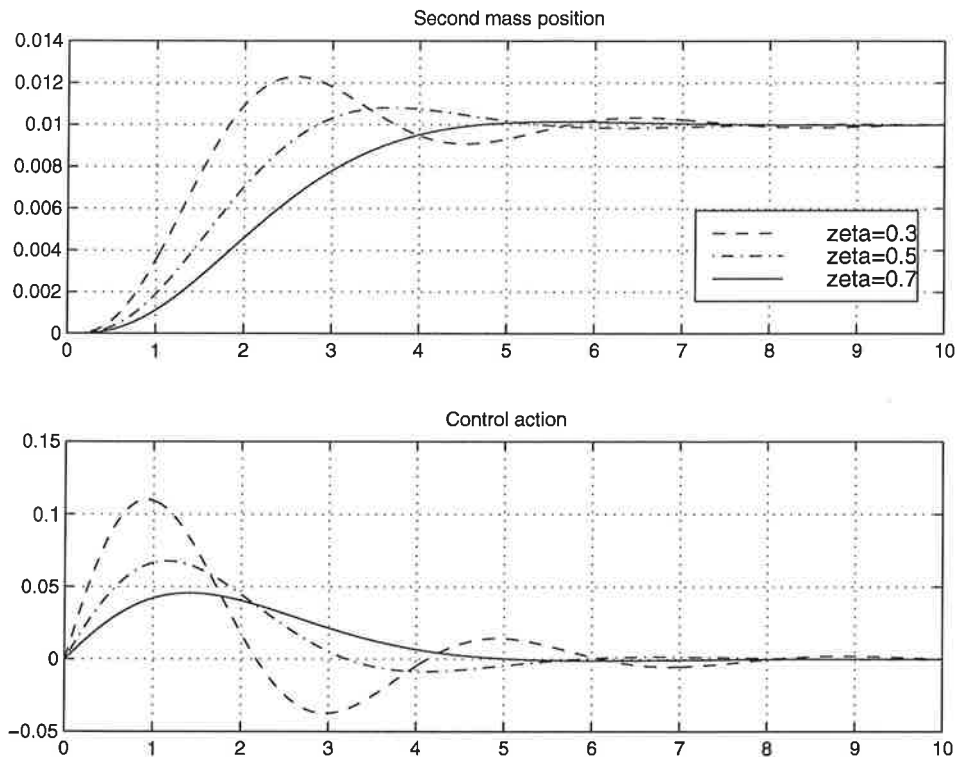 Second mass position
0.014
0.012
0.010
0.008
0.006
0.004
0.002
0
zeta=0.3
zeta=0.5
zeta=0.7
0 1 2 3 4 5 6 7 8 9 10
Control action
0.15
0.1
0.05
0
−0.05
0 1 2 3 4 5 6 7 8 9 10